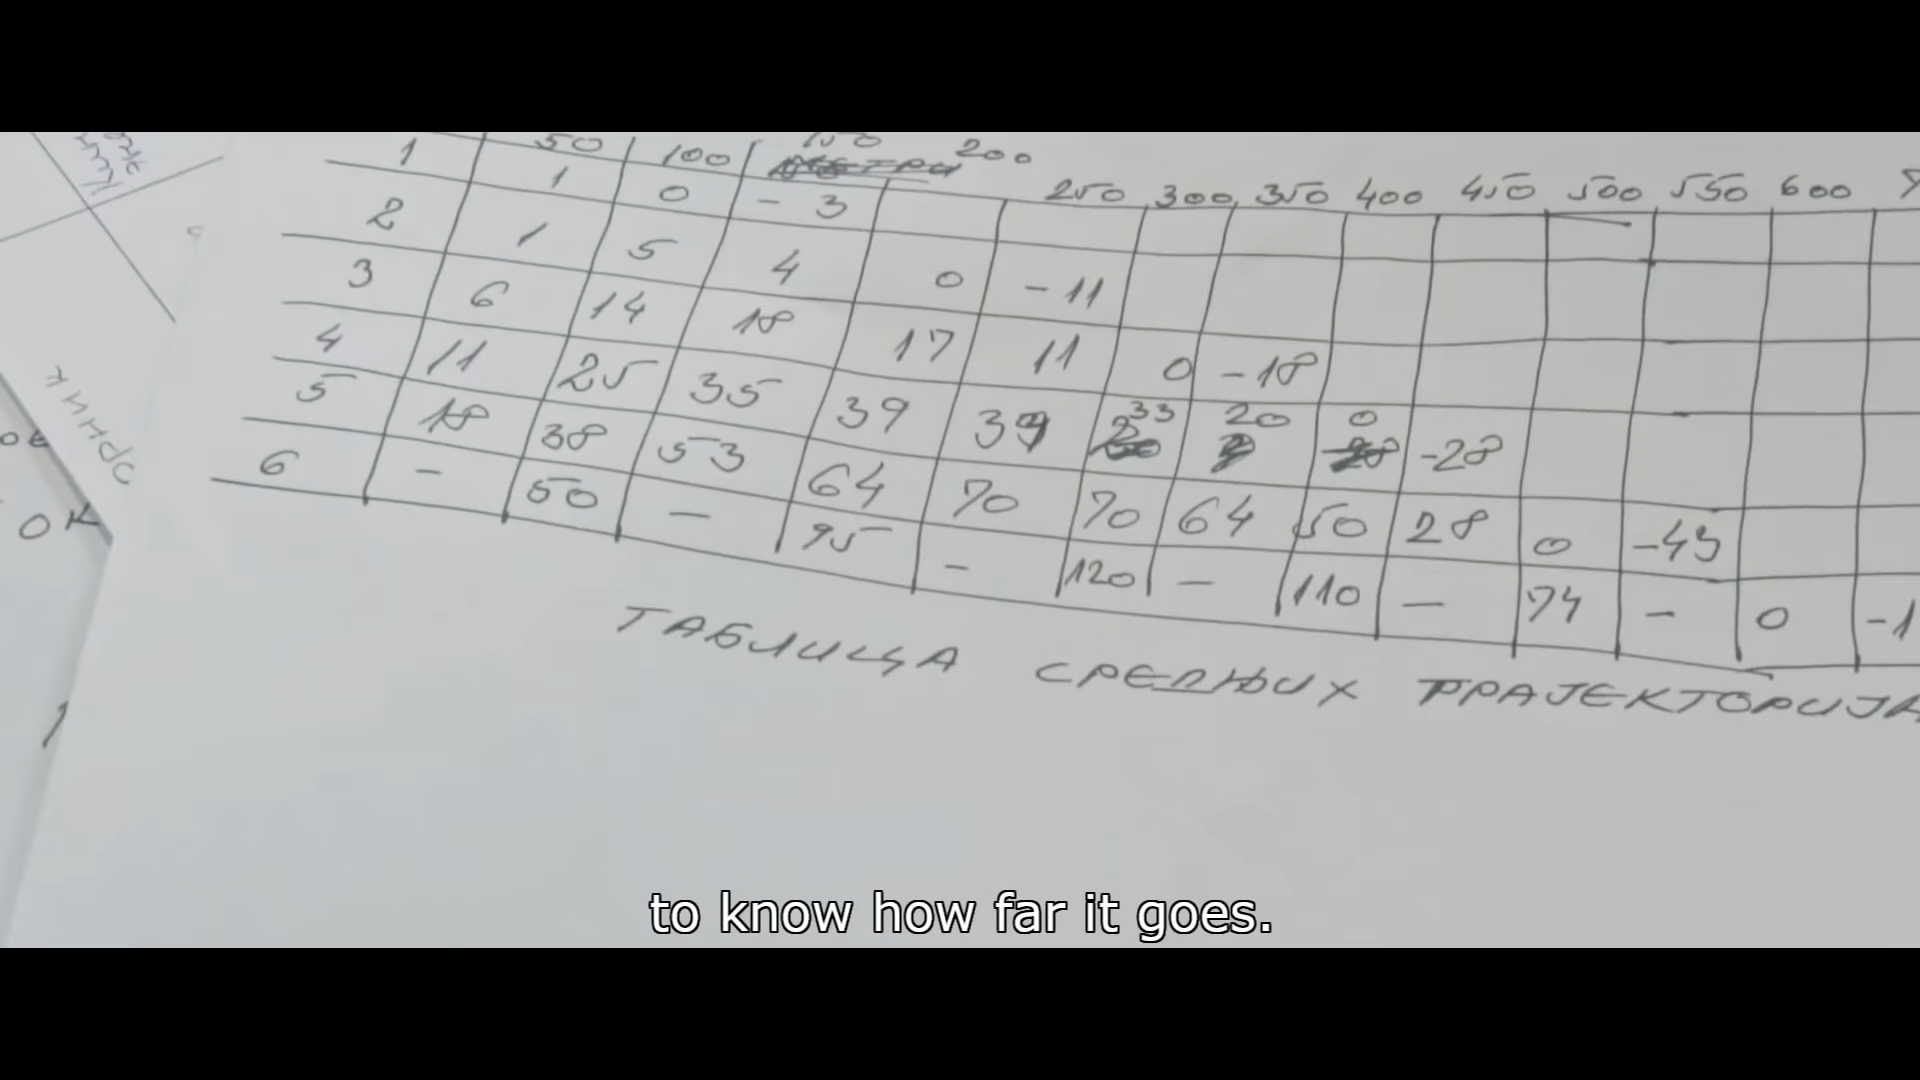 50 100 150 200 250 300 350 400 450 500 550 600
1 1 0 -3
2 1 5 4 0 -11
3 6 14 18 17 11 0 -18
4 11 25 35 39 39 33 20 0 -28
5 18 38 53 64 70 70 64 50 28 0 -45
6 - 50 - 95 - 120 - 110 - 74 - 0 -1
ТАБЛИЦА СРЕДЊИХ ТРАЈЕКТОРИЈА
to know how far it goes.